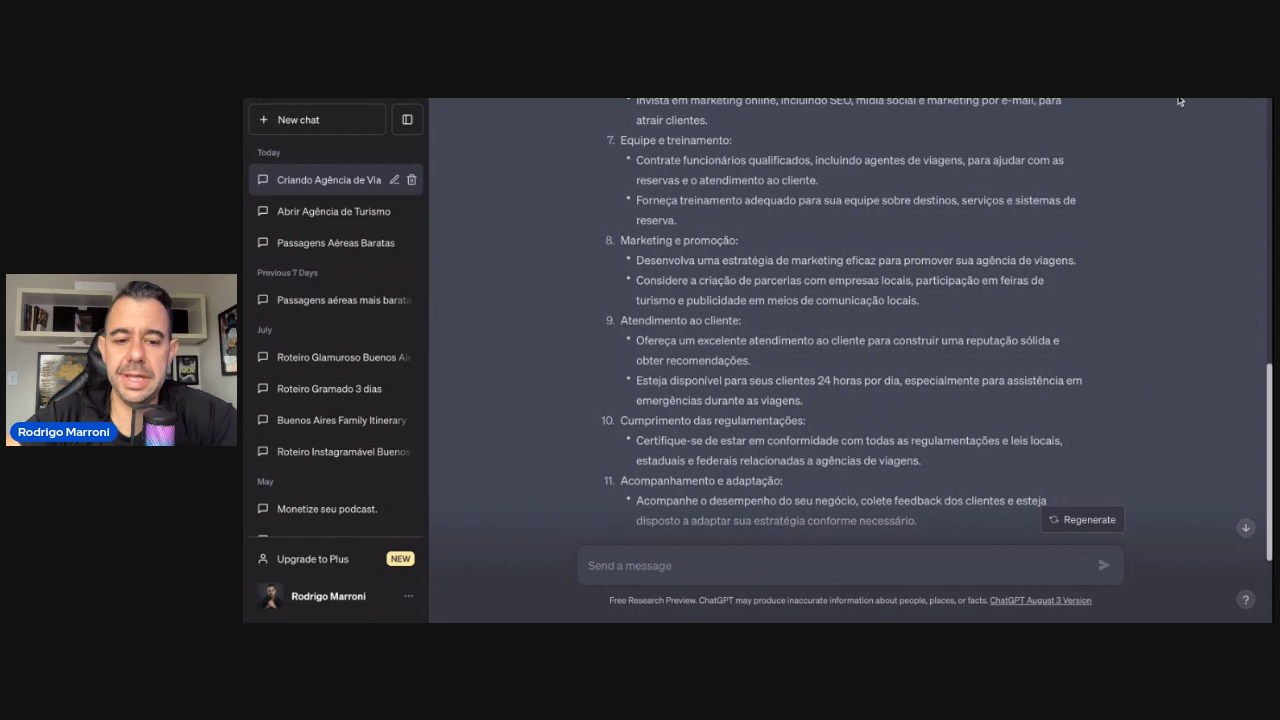 New chat
Today
Criando Agência de Via
Abrir Agência de Turismo
Passagens Aéreas Baratas
Previous 7 Days
Passagens aéreas mais barata
July
Roteiro Glamuroso Buenos Air
Roteiro Gramado 3 dias
Buenos Aires Family Itinerary
Roteiro Instagramável Buenos
May
Monetize seu podcast.
Upgrade to Plus NEW
Rodrigo Marroni
• Invista em marketing online, incluindo SEO, mídia social e marketing por e-mail, para
atrair clientes.
7. Equipe e treinamento:
• Contrate funcionários qualificados, incluindo agentes de viagens, para ajudar com as
reservas e o atendimento ao cliente.
• Forneça treinamento adequado para sua equipe sobre destinos, serviços e sistemas de
reserva.
8. Marketing e promoção:
• Desenvolva uma estratégia de marketing eficaz para promover sua agência de viagens.
• Considere a criação de parcerias com empresas locais, participação em feiras de
turismo e publicidade em meios de comunicação locais.
9. Atendimento ao cliente:
• Ofereça um excelente atendimento ao cliente para construir uma reputação sólida e
obter recomendações.
• Esteja disponível para seus clientes 24 horas por dia, especialmente para assistência em
emergências durante as viagens.
10. Cumprimento das regulamentações:
• Certifique-se de estar em conformidade com todas as regulamentações e leis locais,
estaduais e federais relacionadas a agências de viagens.
11. Acompanhamento e adaptação:
• Acompanhe o desempenho do seu negócio, colete feedback dos clientes e esteja
disposto a adaptar sua estratégia conforme necessário.
Regenerate
Send a message
Free Research Preview. ChatGPT may produce inaccurate information about people, places, or facts. ChatGPT August 3 Version
?
Rodrigo Marroni